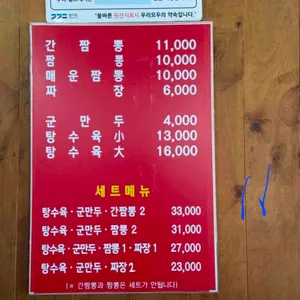 "올바른 원산지표시 우리모두의 약속입니다."
간 짬 뽕 11,000
짬 뽕 10,000
매 운 짬 뽕 10,000
짜 장 6,000
군 만 두 4,000
탕 수 육 小 13,000
탕 수 육 大 16,000
세 트 메 뉴
탕수육·군만두·간짬뽕 2 33,000
탕수육·군만두·짬뽕 2 31,000
탕수육·군만두·짬뽕 1·짜장 1 27,000
탕수육·군만두·짜장 2 23,000
(※ 간짬뽕과 짬뽕은 세트가 안됩니다)